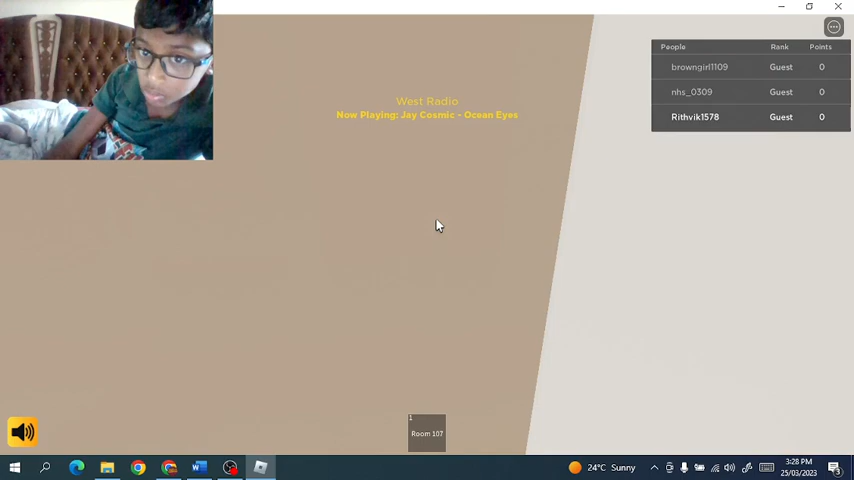 People Rank Points
browngirl1109 Guest 0
nhs_0309 Guest 0
Rithvik1578 Guest 0
West Radio
Now Playing: Jay Cosmic - Ocean Eyes
1
Room 107
24°C Sunny
3:28 PM
25/03/2023
3